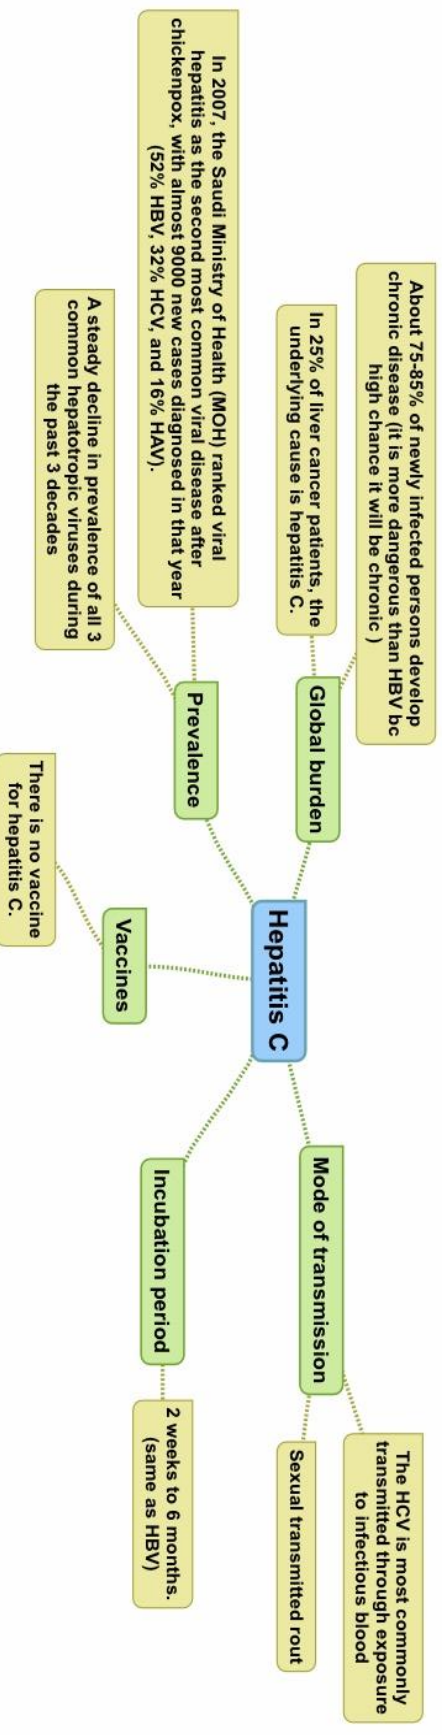 Hepatitis C
Global burden
About 75-85% of newly infected persons develop
chronic disease (it is more dangerous than HBV bc
high chance it will be chronic )
In 25% of liver cancer patients, the
underlying cause is hepatitis C.
Prevalence
In 2007, the Saudi Ministry of Health (MOH) ranked viral
hepatitis as the second most common viral disease after
chickenpox, with almost 9000 new cases diagnosed in that year
(52% HBV, 32% HCV, and 16% HAV).
A steady decline in prevalence of all 3
common hepatotropic viruses during
the past 3 decades
Vaccines
There is no vaccine
for hepatitis C.
Mode of transmission
The HCV is most commonly
transmitted through exposure
to infectious blood
Sexual transmitted rout
Incubation period
2 weeks to 6 months.
(same as HBV)